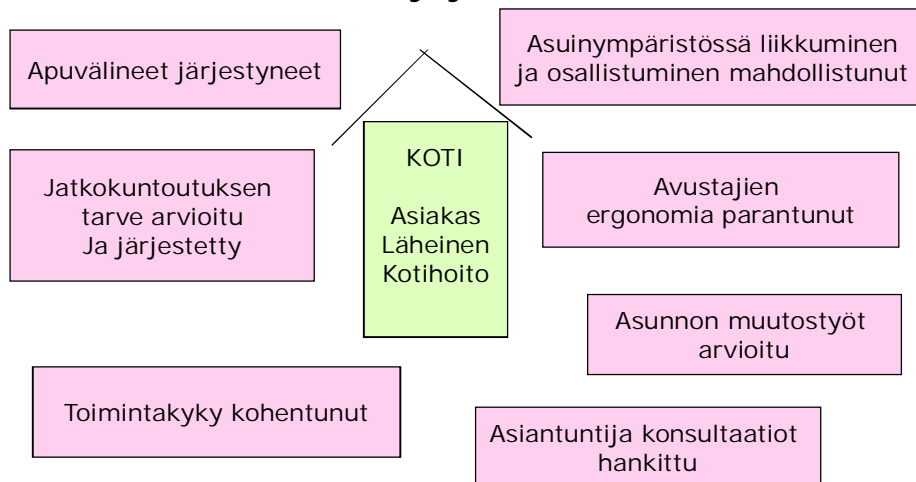 Apuvälineet järjestyneet
Asuinympäristössä liikkuminen
ja osallistuminen mahdollistunut
Jatkokuntoutuksen
tarve arvioitu
Ja järjestetty
KOTI
Asiakas
Läheinen
Kotihoito
Avustajien
ergonomia parantunut
Asunnon muutostyöt
arvioitu
Toimintakyky kohentunut
Asiantuntija konsultaatiot
hankittu